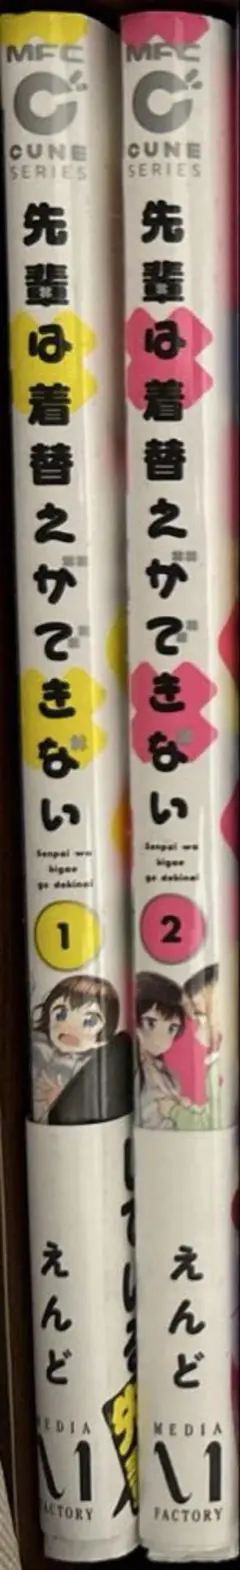 MFC
CUNE
SERIES
先輩は着替えができない
Senpai wa
kigae
ga dekinai
1
えんど
MEDIA
FACTORY
MFC
CUNE
SERIES
先輩は着替えができない
Senpai wa
kigae
ga dekinai
2
えんど
MEDIA
FACTORY